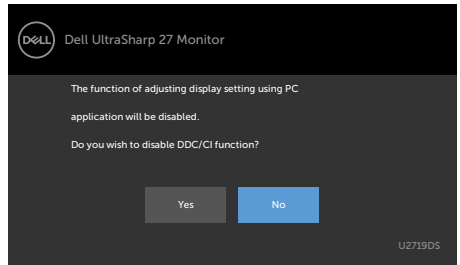 DELL
Dell UltraSharp 27 Monitor
The function of adjusting display setting using PC
application will be disabled.
Do you wish to disable DDC/CI function?
Yes No
U2719DS